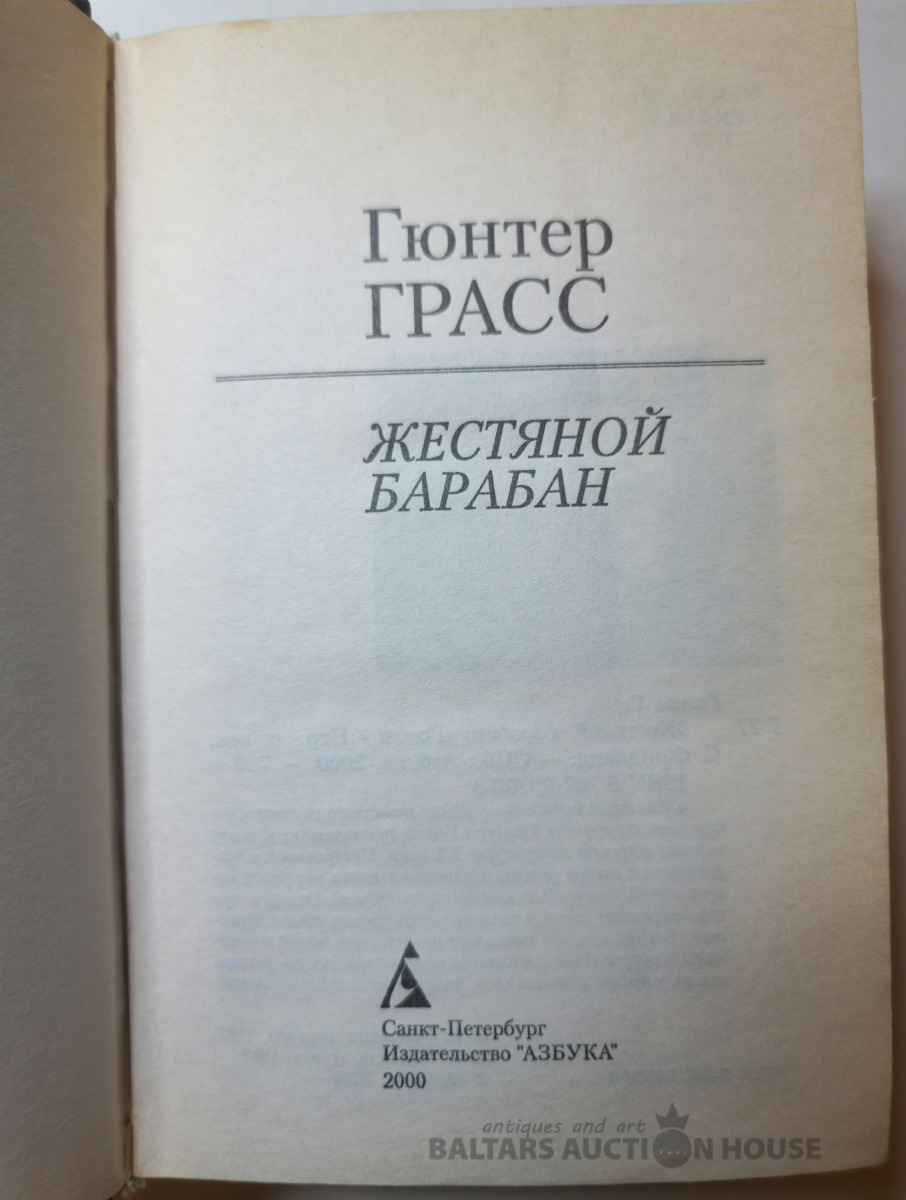 Гюнтер
ГРАСС
ЖЕСТЯНОЙ
БАРАБАН
Санкт-Петербург
Издательство "АЗБУКА"
2000
antiques and art
BALTARS AUCTION HOUSE